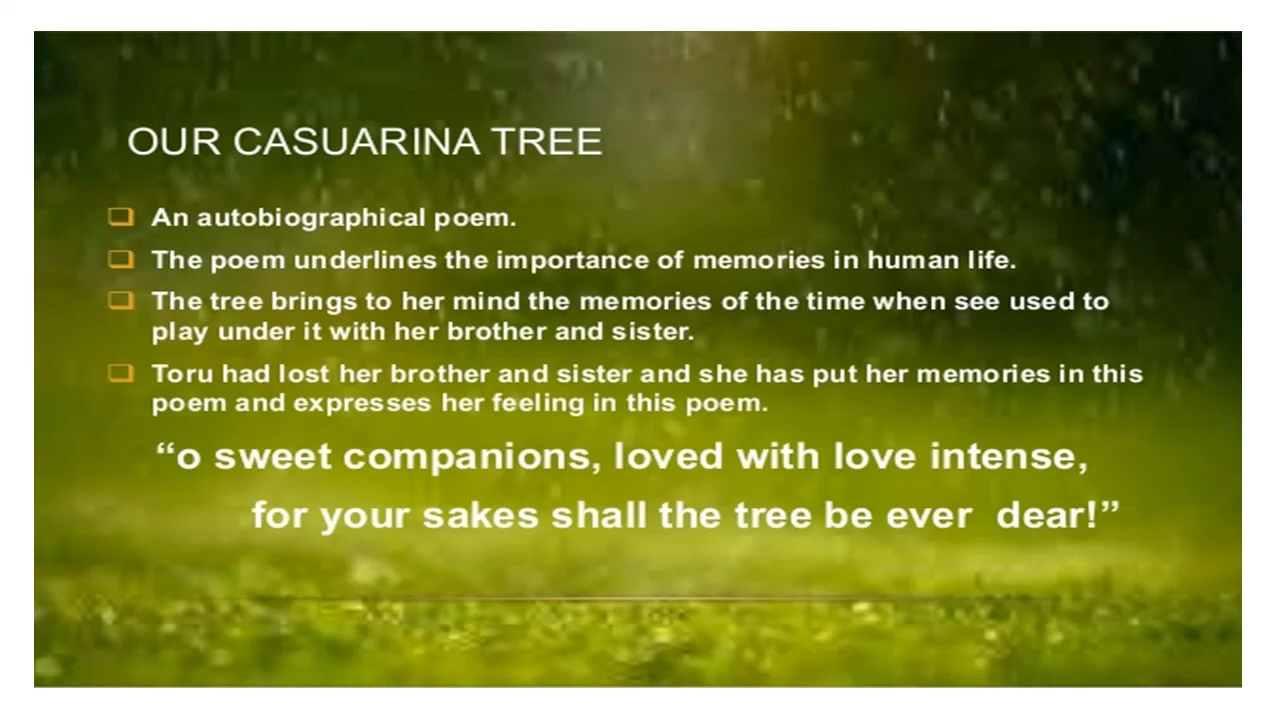 OUR CASUARINA TREE
An autobiographical poem.
The poem underlines the importance of memories in human life.
The tree brings to her mind the memories of the time when see used to
play under it with her brother and sister.
Toru had lost her brother and sister and she has put her memories in this
poem and expresses her feeling in this poem.
“o sweet companions, loved with love intense,
for your sakes shall the tree be ever dear!”